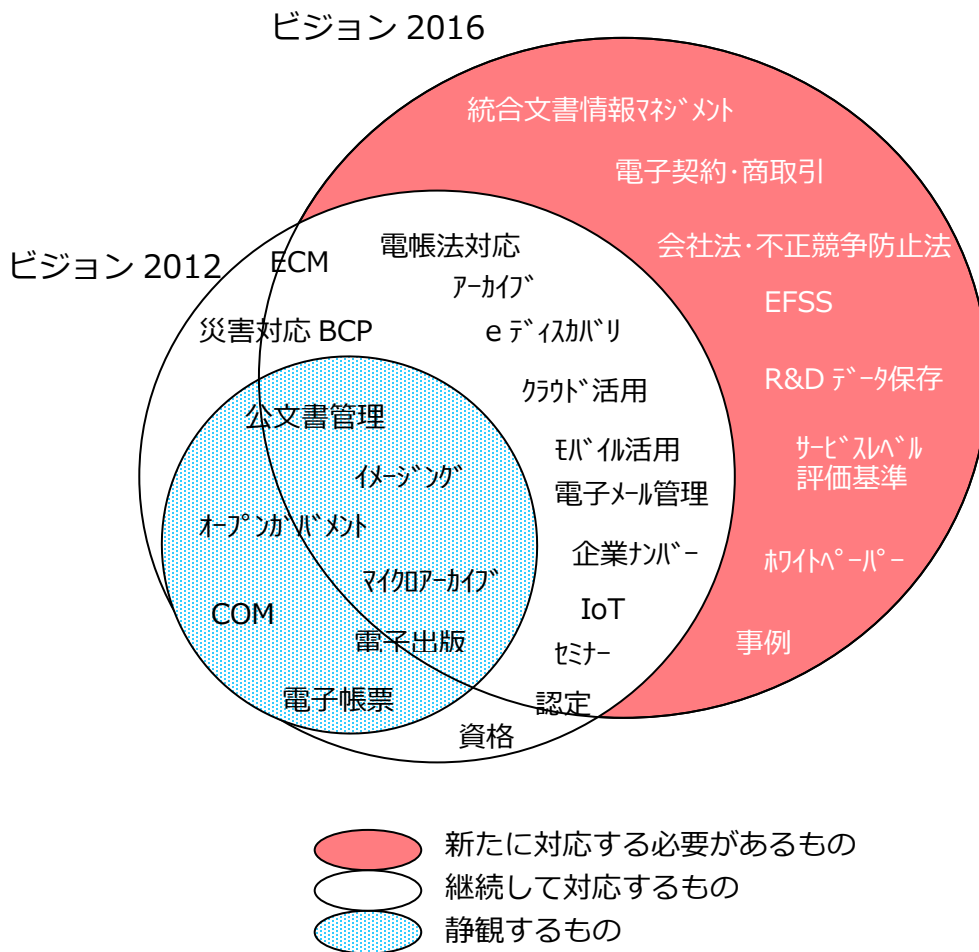 ビジョン 2016
統合文書情報ﾏﾈｼﾞﾒﾝﾄ
電子契約･商取引
会社法･不正競争防止法
EFSS
R&D ﾃﾞｰﾀ保存
ｻｰﾋﾞｽﾚﾍﾞﾙ
評価基準
ﾎﾜｲﾄﾍﾟｰﾊﾟｰ
事例
ビジョン 2012
ECM
電帳法対応
ｱｰｶｲﾌﾞ
災害対応 BCP
e ﾃﾞｨｽｶﾊﾞﾘ
ｸﾗｳﾄﾞ活用
ﾓﾊﾞｲﾙ活用
電子ﾒｰﾙ管理
企業ﾅﾝﾊﾞｰ
IoT
ｾﾐﾅｰ
認定
資格
公文書管理
ｲﾒｰｼﾞﾝｸﾞ
ｵｰﾌﾟﾝｶﾞﾊﾞﾒﾝﾄ
ﾏｲｸﾛｱｰｶｲﾌﾞ
COM
電子出版
電子帳票
新たに対応する必要があるもの
継続して対応するもの
静観するもの